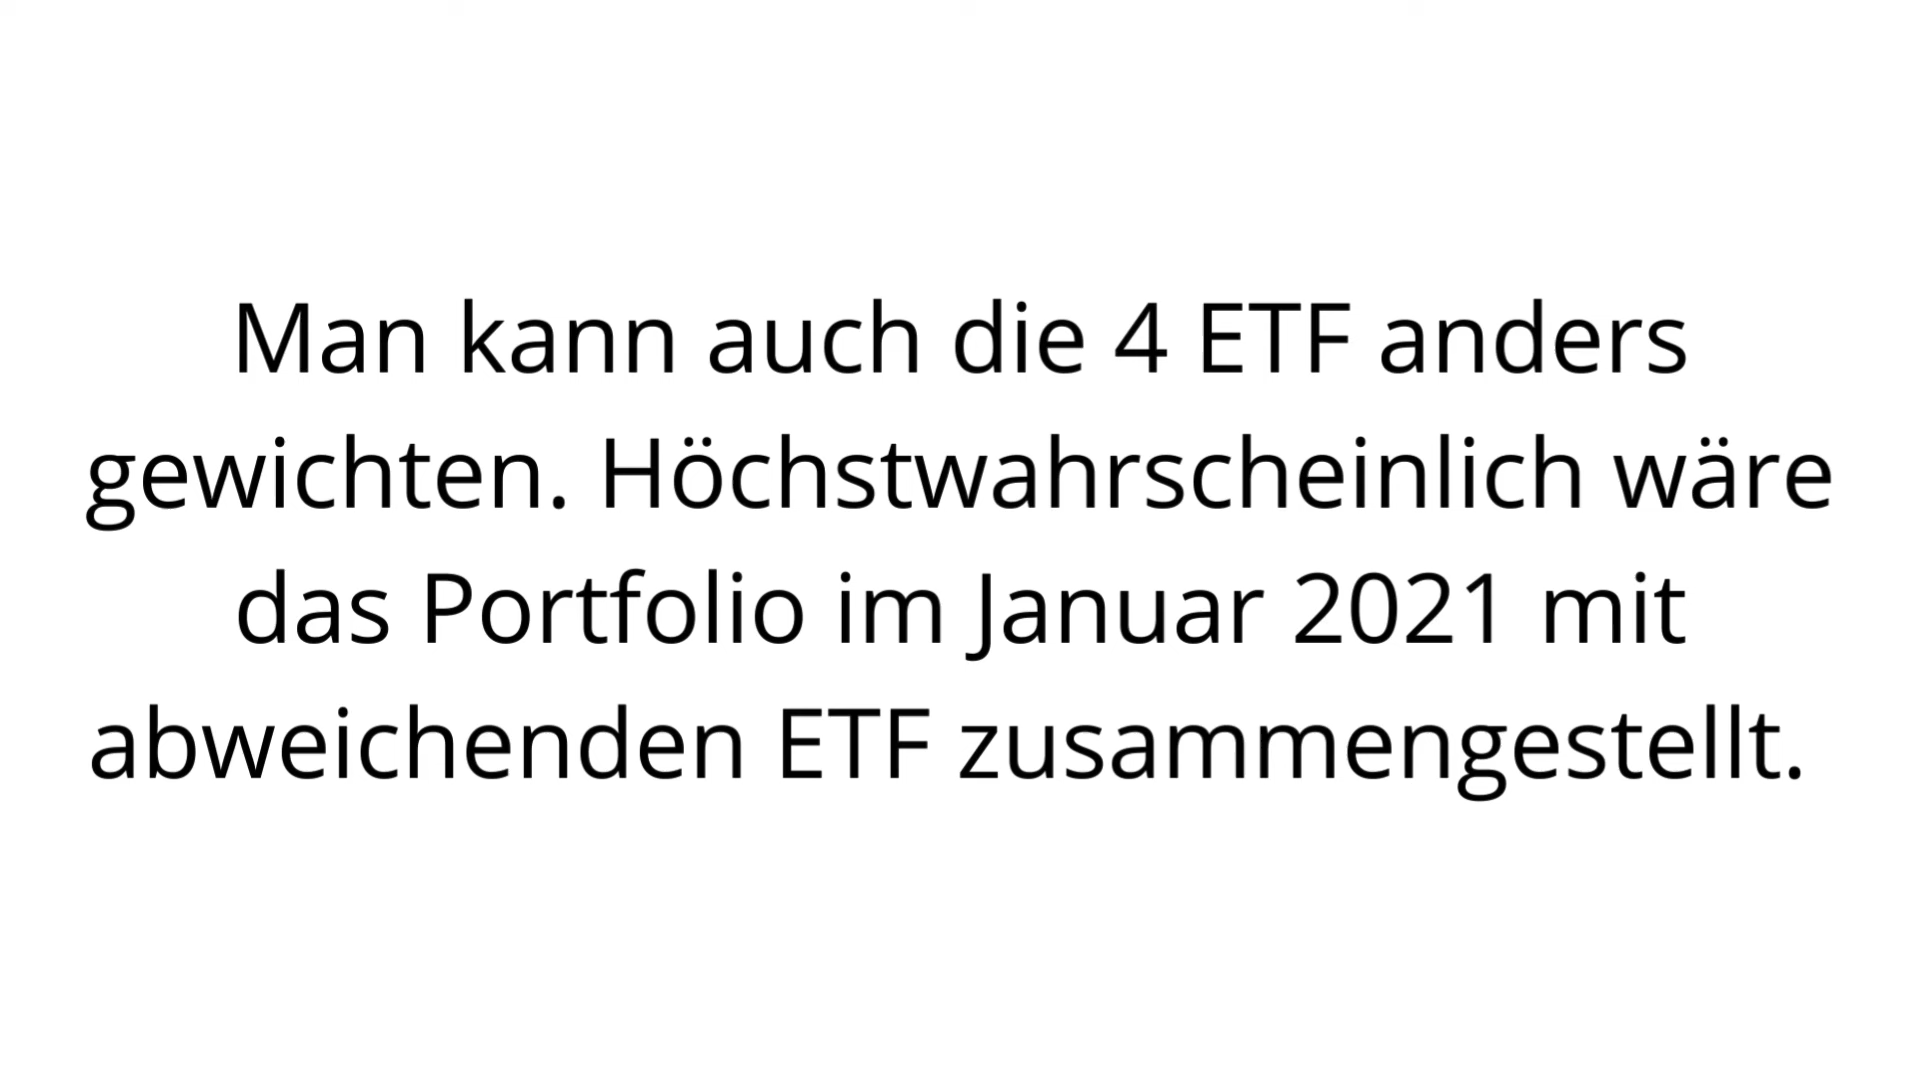 Man kann auch die 4 ETF anders
gewichten. Höchstwahrscheinlich wäre
das Portfolio im Januar 2021 mit
abweichenden ETF zusammengestellt.